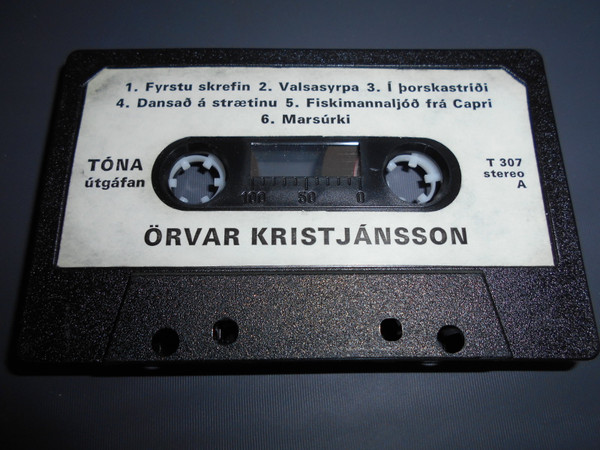 1. Fyrstu skrefin 2. Valsasyrpa 3. Í þorskastriði
4. Dansað á strætinu 5. Fiskimannaljóð frá Capri
6. Marsúrki
TÓNA
útgáfan
T 307
stereo
A
100 50 0
ÖRVAR KRISTJÁNSSON